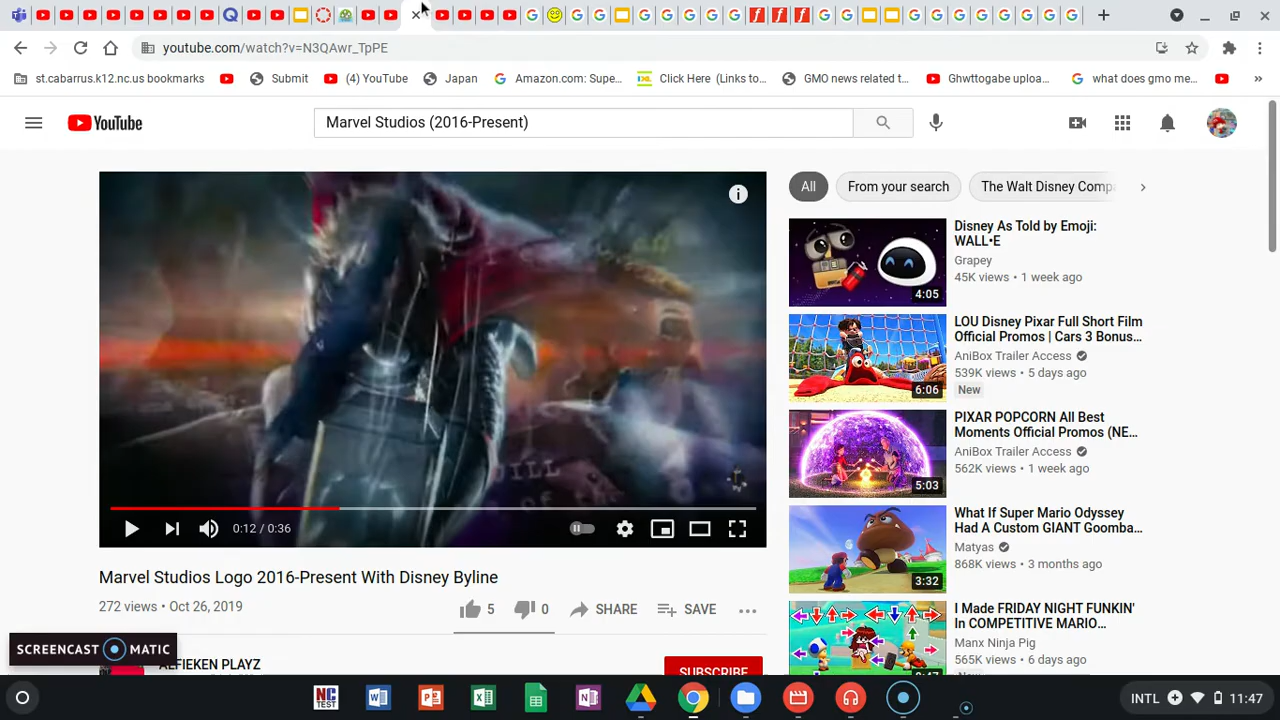 youtube.com/watch?v=N3QAwr_TpPE
st.cabarrus.k12.nc.us bookmarks
Submit
(4) YouTube
Japan
Amazon.com: Supe...
IXL
Click Here (Links to...
GMO news related t...
Ghwttogabe uploa...
what does gmo me...
YouTube
Marvel Studios (2016-Present)
All
From your search
The Walt Disney Comp
Disney As Told by Emoji:
WALL•E
Grapey
45K views • 1 week ago
4:05
LOU Disney Pixar Full Short Film
Official Promos | Cars 3 Bonus...
AniBox Trailer Access
539K views • 5 days ago
New
6:06
PIXAR POPCORN All Best
Moments Official Promos (NE...
AniBox Trailer Access
562K views • 1 week ago
5:03
What If Super Mario Odyssey
Had A Custom GIANT Goomba...
Matyas
868K views • 3 months ago
3:32
I Made FRIDAY NIGHT FUNKIN'
In COMPETITIVE MARIO...
Manx Ninja Pig
565K views • 6 days ago
0:12 / 0:36
Marvel Studios Logo 2016-Present With Disney Byline
272 views • Oct 26, 2019
5
0
SHARE
SAVE
ALFIEKEN PLAYZ
SUBSCRIBE
SCREENCAST MATIC
NC
TEST
INTL
11:47